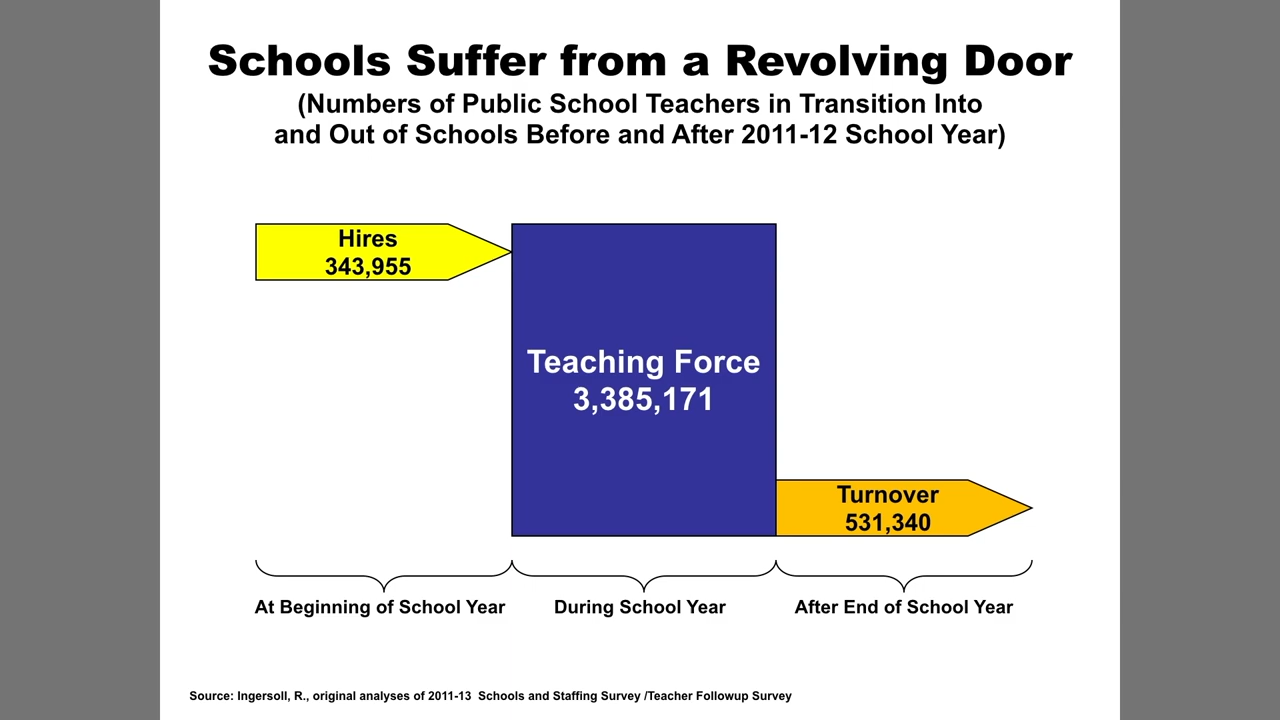 Schools Suffer from a Revolving Door
(Numbers of Public School Teachers in Transition Into
and Out of Schools Before and After 2011-12 School Year)
Hires
343,955
Teaching Force
3,385,171
Turnover
531,340
At Beginning of School Year
During School Year
After End of School Year
Source: Ingersoll, R., original analyses of 2011-13  Schools and Staffing Survey /Teacher Followup Survey